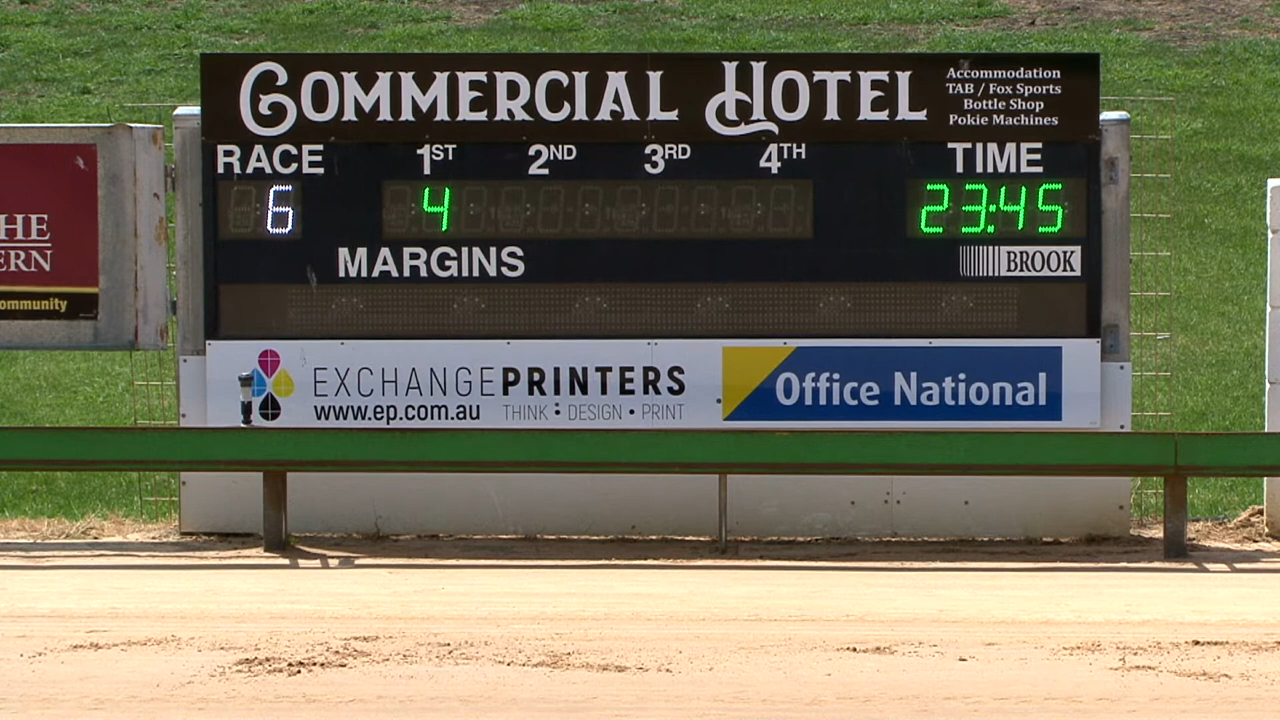 COMMERCIAL HOTEL
Accommodation
TAB / Fox Sports
Bottle Shop
Pokie Machines
RACE 1ST 2ND 3RD 4TH TIME
6 4 23:45
MARGINS
BROOK
HE
ERN
ommunity
EXCHANGEPRINTERS
www.ep.com.au THINK : DESIGN • PRINT
Office National